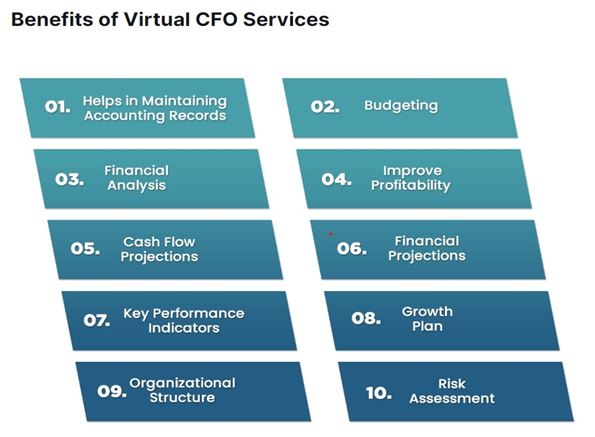 Benefits of Virtual CFO Services
01. Helps in Maintaining
Accounting Records
02. Budgeting
03. Financial
Analysis
04. Improve
Profitability
05. Cash Flow
Projections
06. Financial
Projections
07. Key Performance
Indicators
08. Growth
Plan
09. Organizational
Structure
10. Risk
Assessment